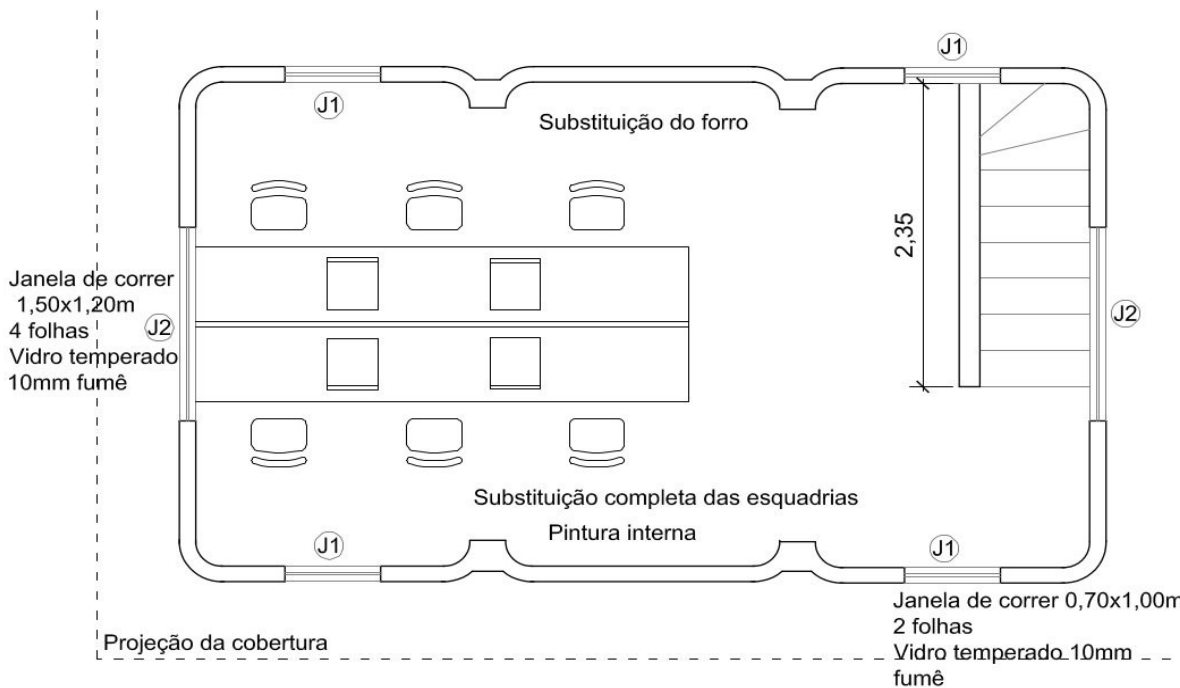 J1
J1
Substituição do forro
2,35
Janela de correr
1,50x1,20m
4 folhas
Vidro temperado
10mm fumê
J2
J2
Substituição completa das esquadrias
Pintura interna
J1
J1
Janela de correr 0,70x1,00m
2 folhas
Vidro temperado 10mm
fumê
Projeção da cobertura